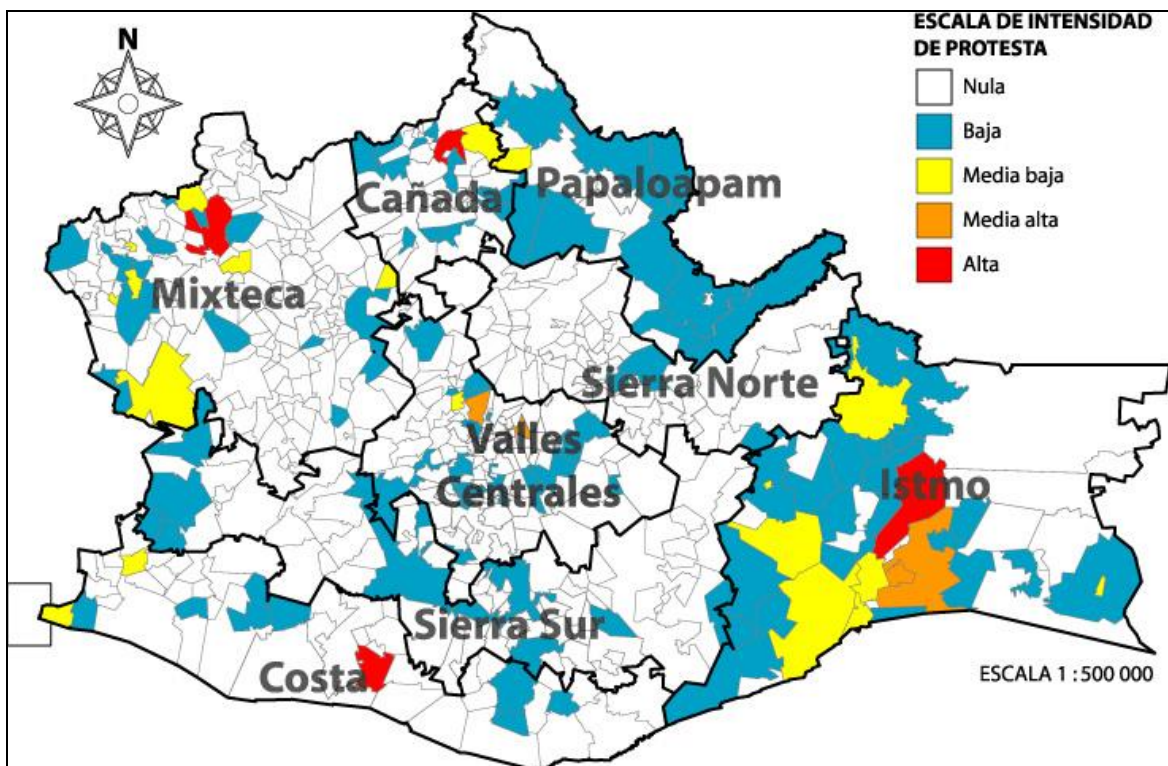 N
ESCALA DE INTENSIDAD
DE PROTESTA
Nula
Baja
Media baja
Media alta
Alta
Cañada
Papaloapam
Mixteca
Sierra Norte
Valles
Centrales
Istmo
Sierra Sur
Costa
ESCALA 1 : 500 000